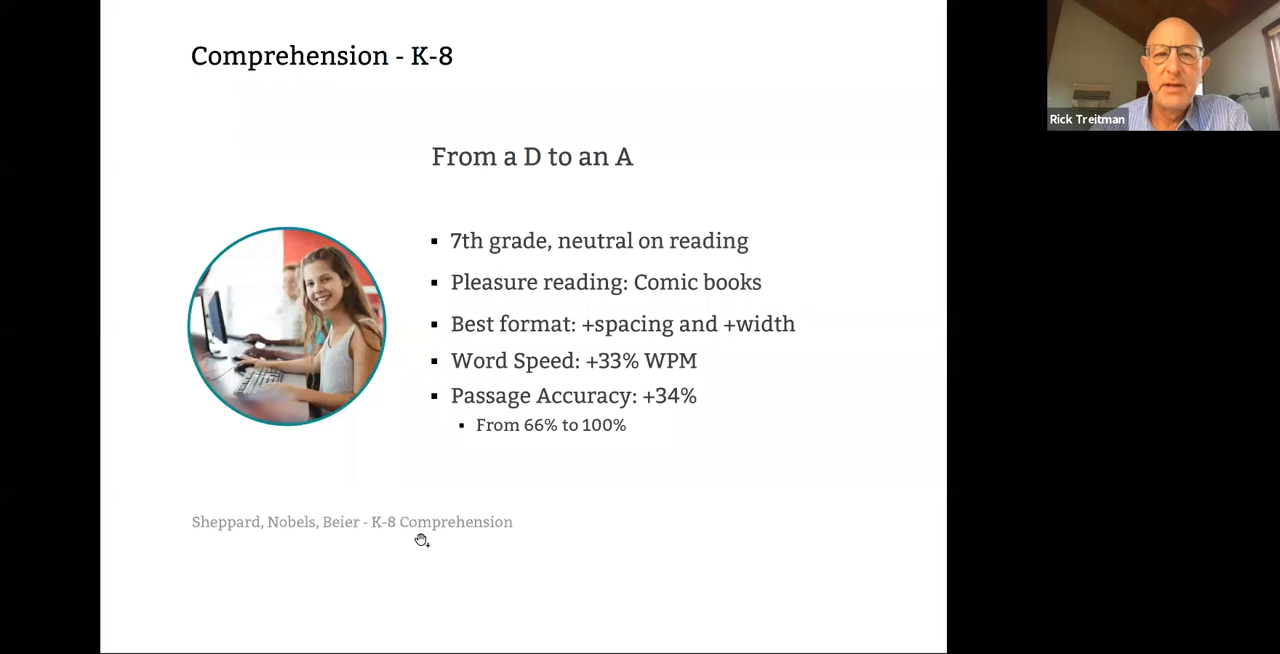 Comprehension - K-8
Rick Treitman
From a D to an A
▪ 7th grade, neutral on reading
▪ Pleasure reading: Comic books
▪ Best format: +spacing and +width
▪ Word Speed: +33% WPM
▪ Passage Accuracy: +34%
▪ From 66% to 100%
Sheppard, Nobels, Beier - K-8 Comprehension